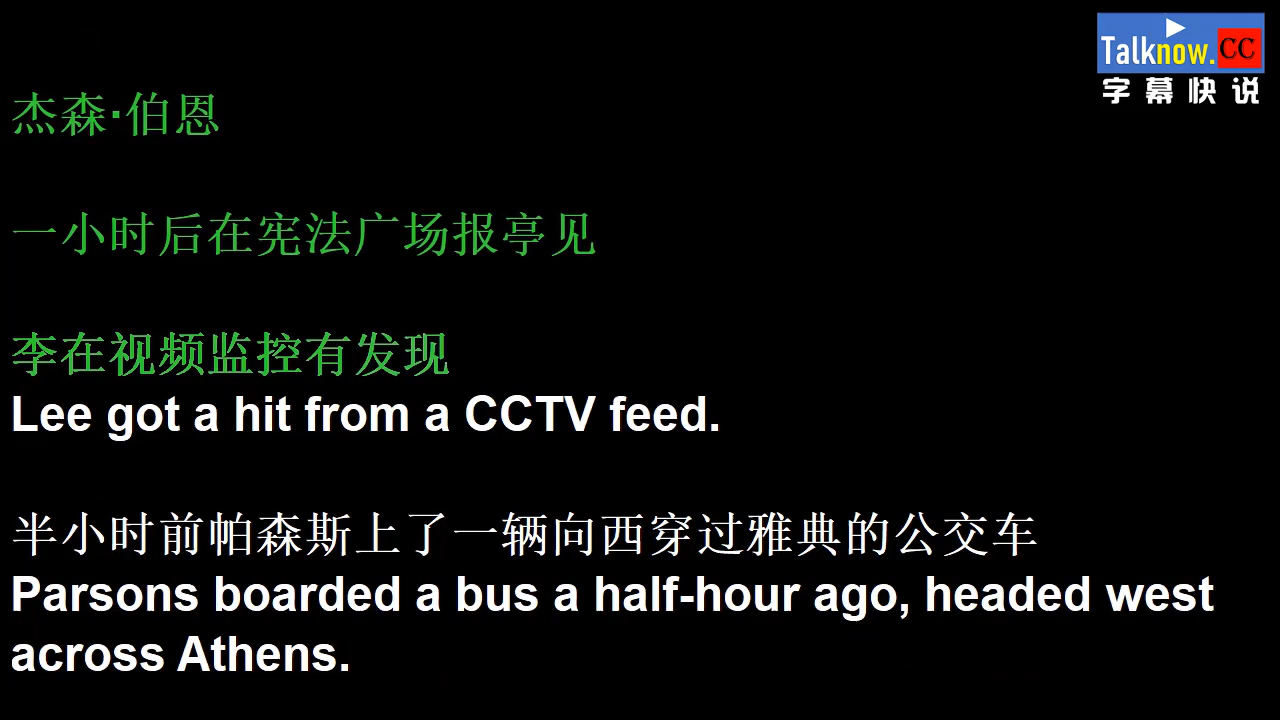 Talknow.CC
字幕快说
杰森·伯恩
一小时后在宪法广场报亭见
李在视频监控有发现
Lee got a hit from a CCTV feed.
半小时前帕森斯上了一辆向西穿过雅典的公交车
Parsons boarded a bus a half-hour ago, headed west
across Athens.